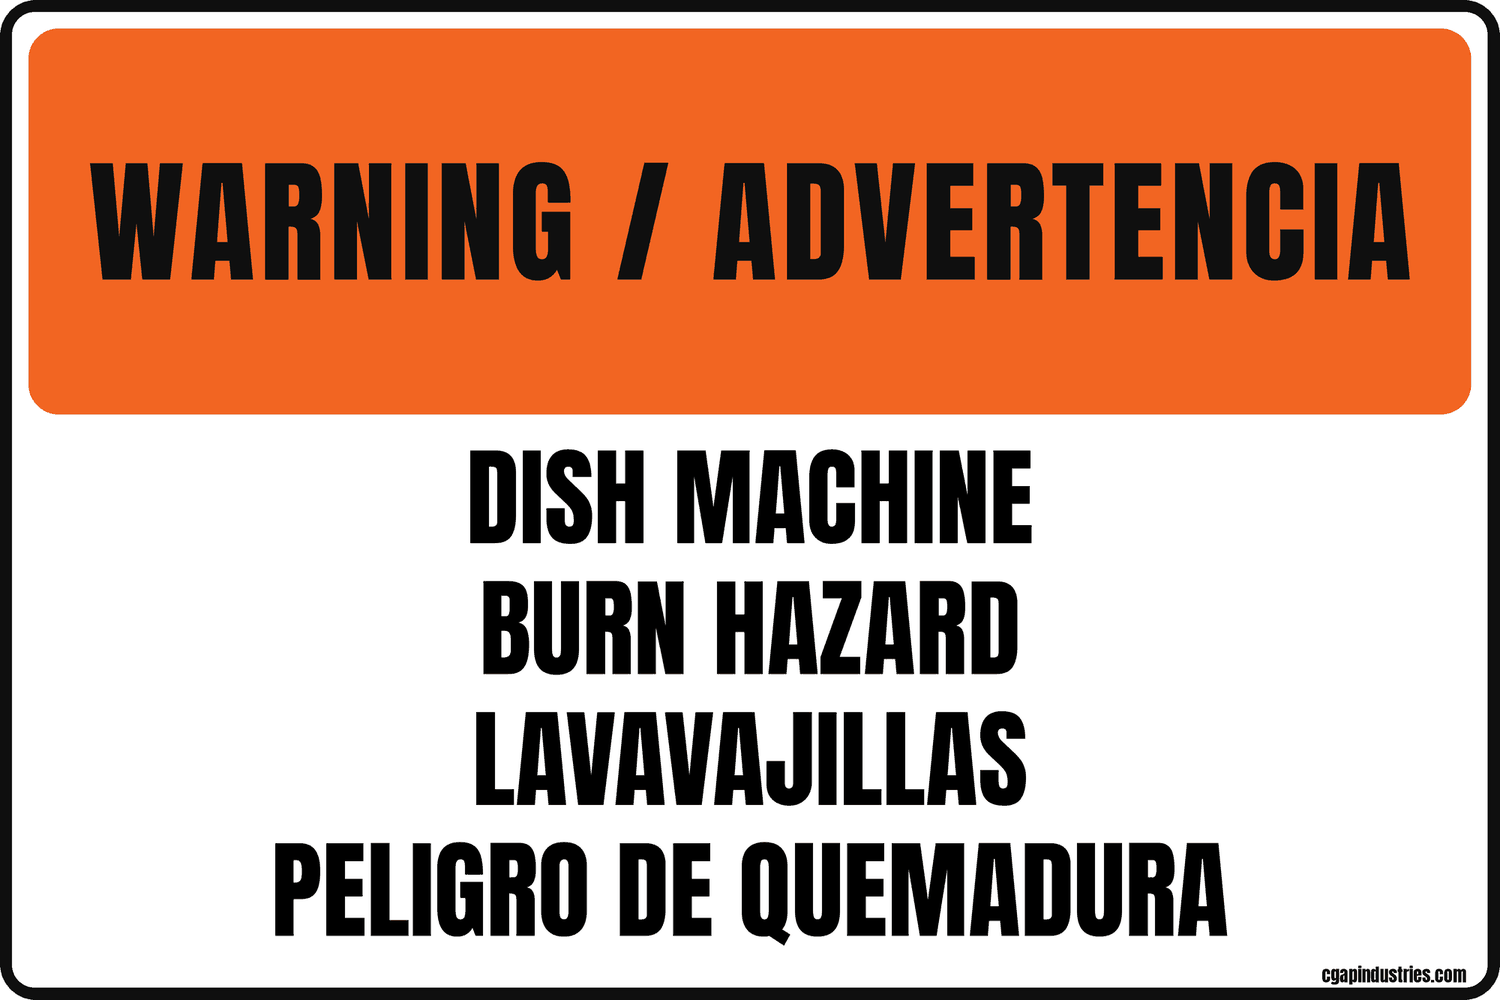 WARNING / ADVERTENCIA
DISH MACHINE
BURN HAZARD
LAVAVAJILLAS
PELIGRO DE QUEMADURA
cgapindustries.com